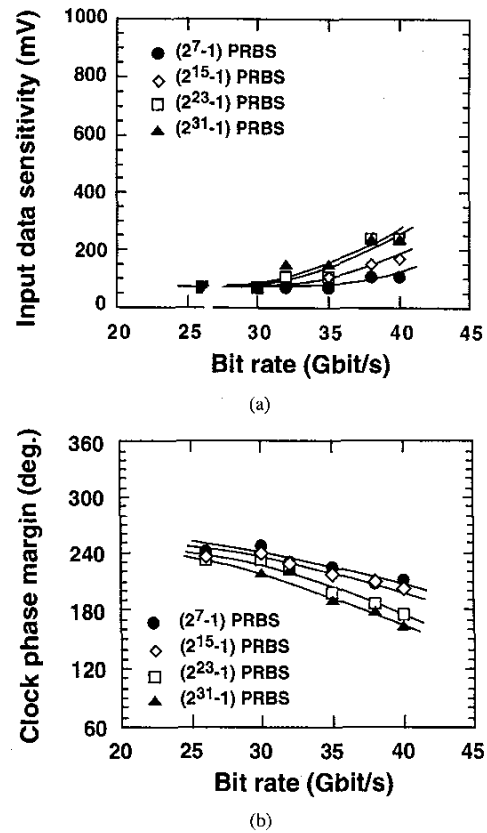 (a)
1000
800
600
400
200
0
Input data sensitivity (mV)
(2⁷-1) PRBS
(2¹⁵-1) PRBS
(2²³-1) PRBS
(2³¹-1) PRBS
20 25 30 35 40 45
Bit rate (Gbit/s)
(a)
360
300
240
180
120
60
Clock phase margin (deg.)
(2⁷-1) PRBS
(2¹⁵-1) PRBS
(2²³-1) PRBS
(2³¹-1) PRBS
20 25 30 35 40 45
Bit rate (Gbit/s)
(b)